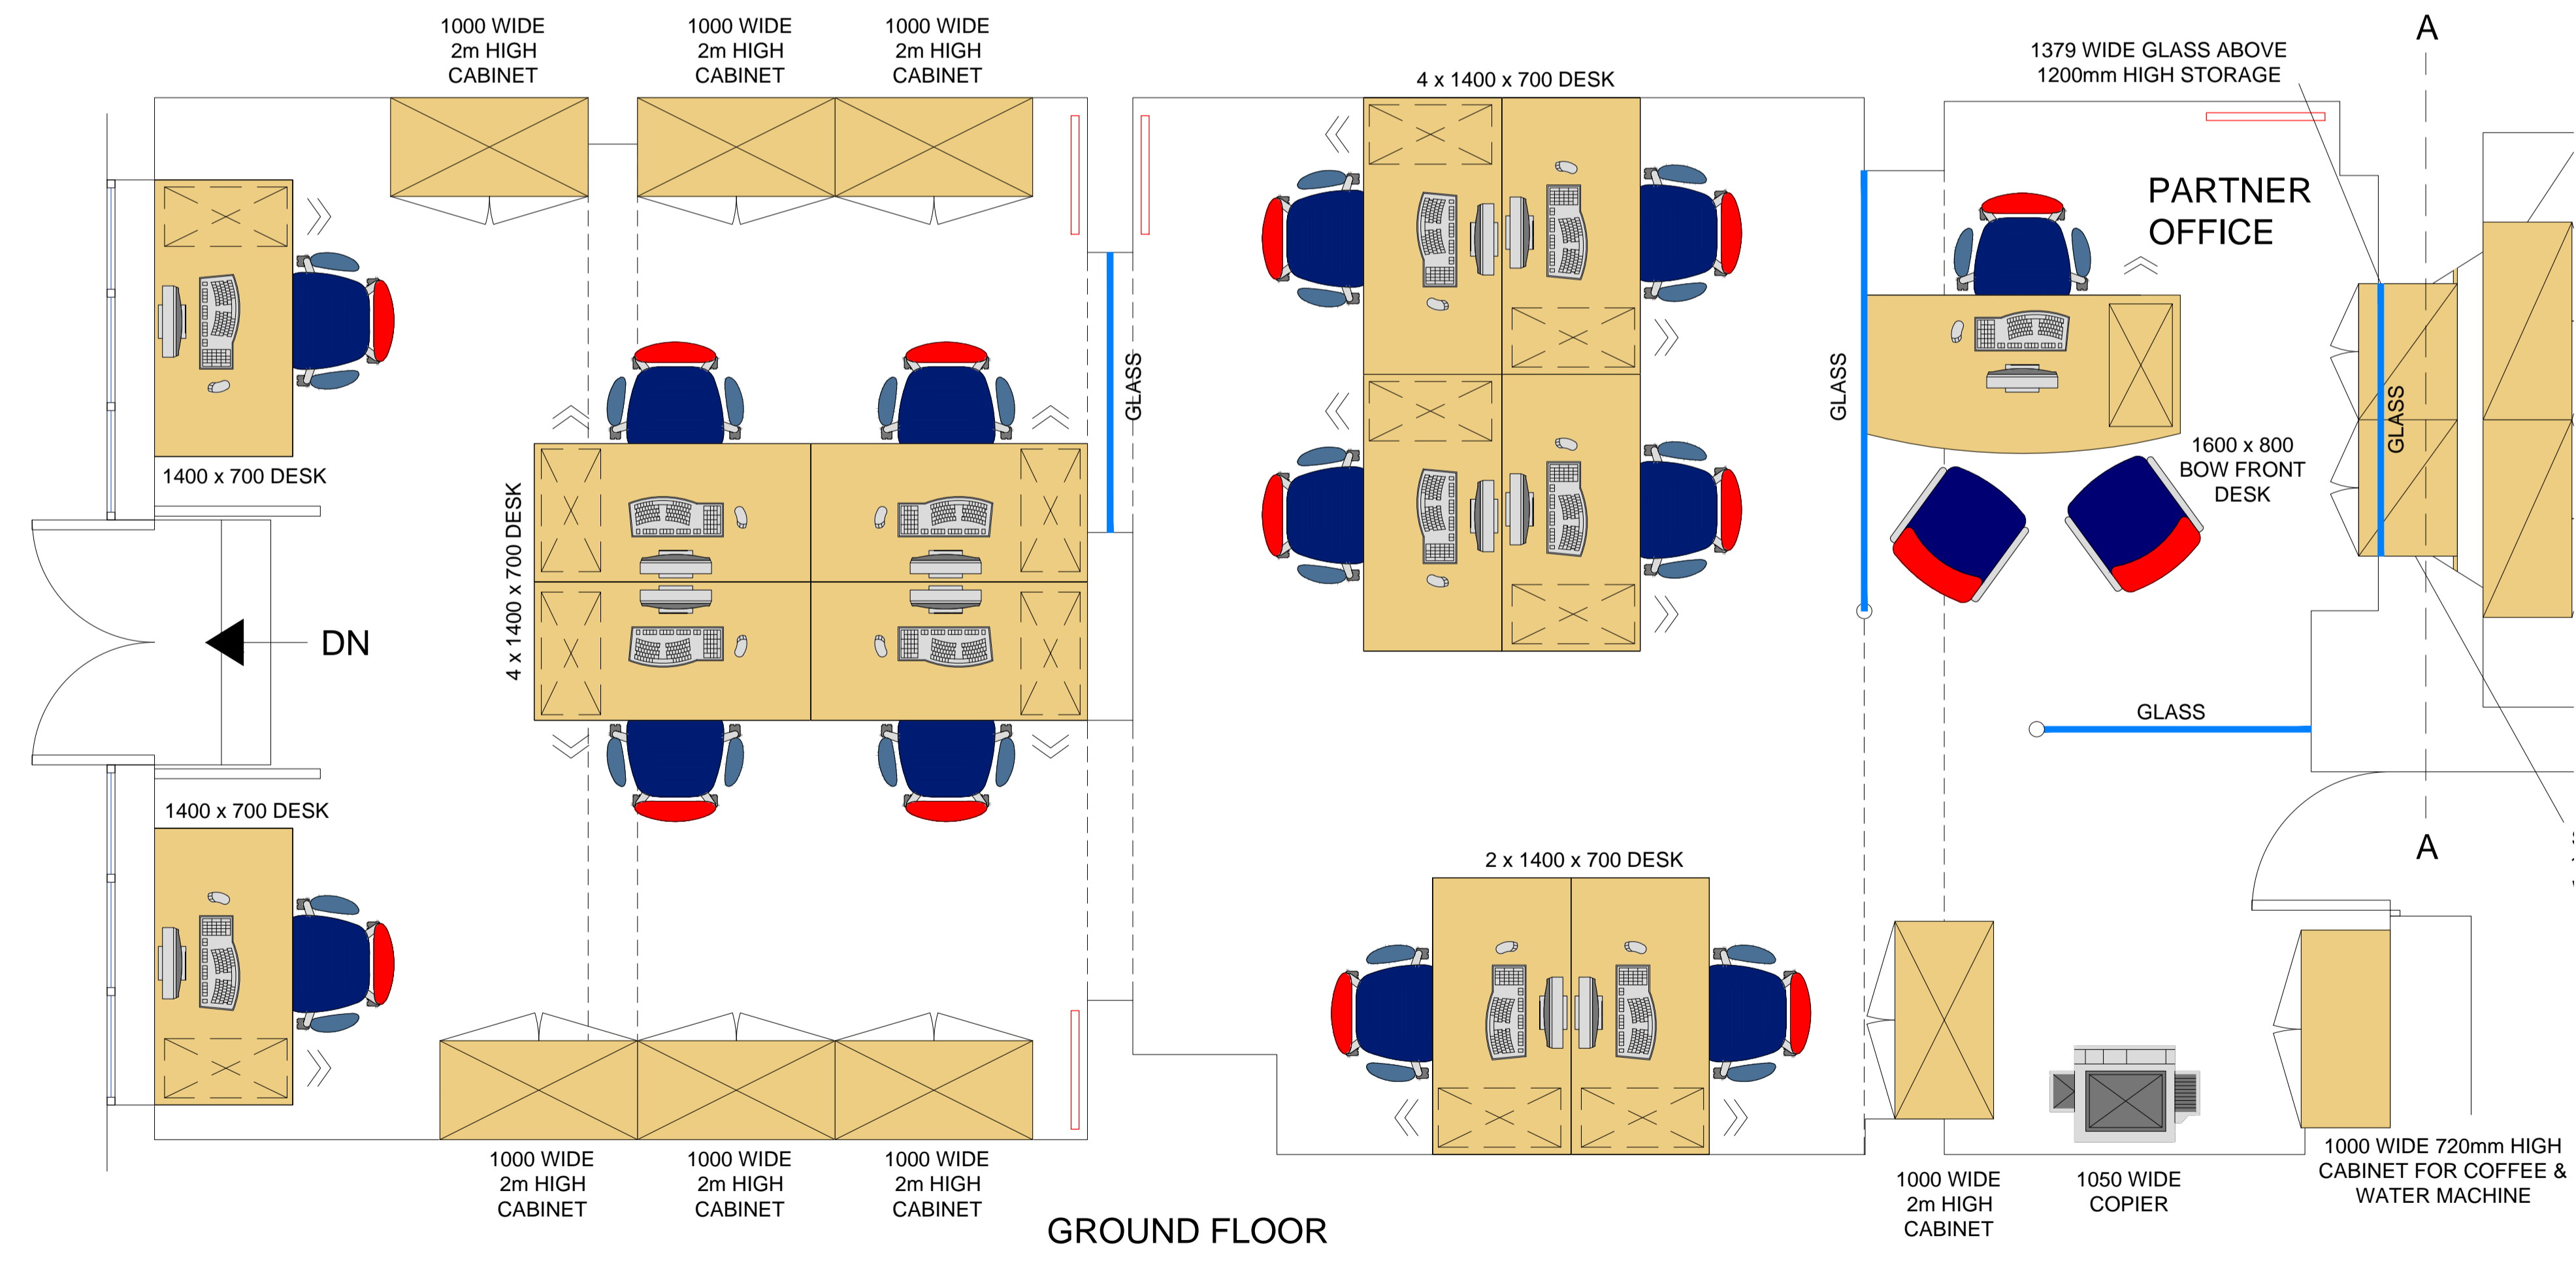 1000 WIDE
2m HIGH
CABINET
1000 WIDE
2m HIGH
CABINET
1000 WIDE
2m HIGH
CABINET
4 x 1400 x 700 DESK
1379 WIDE GLASS ABOVE
1200mm HIGH STORAGE
A
PARTNER
OFFICE
GLASS
GLASS
GLASS
1600 x 800
BOW FRONT
DESK
1400 x 700 DESK
4 x 1400 x 700 DESK
DN
GLASS
1400 x 700 DESK
2 x 1400 x 700 DESK
A
1000 WIDE
2m HIGH
CABINET
1000 WIDE
2m HIGH
CABINET
1000 WIDE
2m HIGH
CABINET
1000 WIDE
2m HIGH
CABINET
1050 WIDE
COPIER
1000 WIDE 720mm HIGH
CABINET FOR COFFEE &
WATER MACHINE
GROUND FLOOR